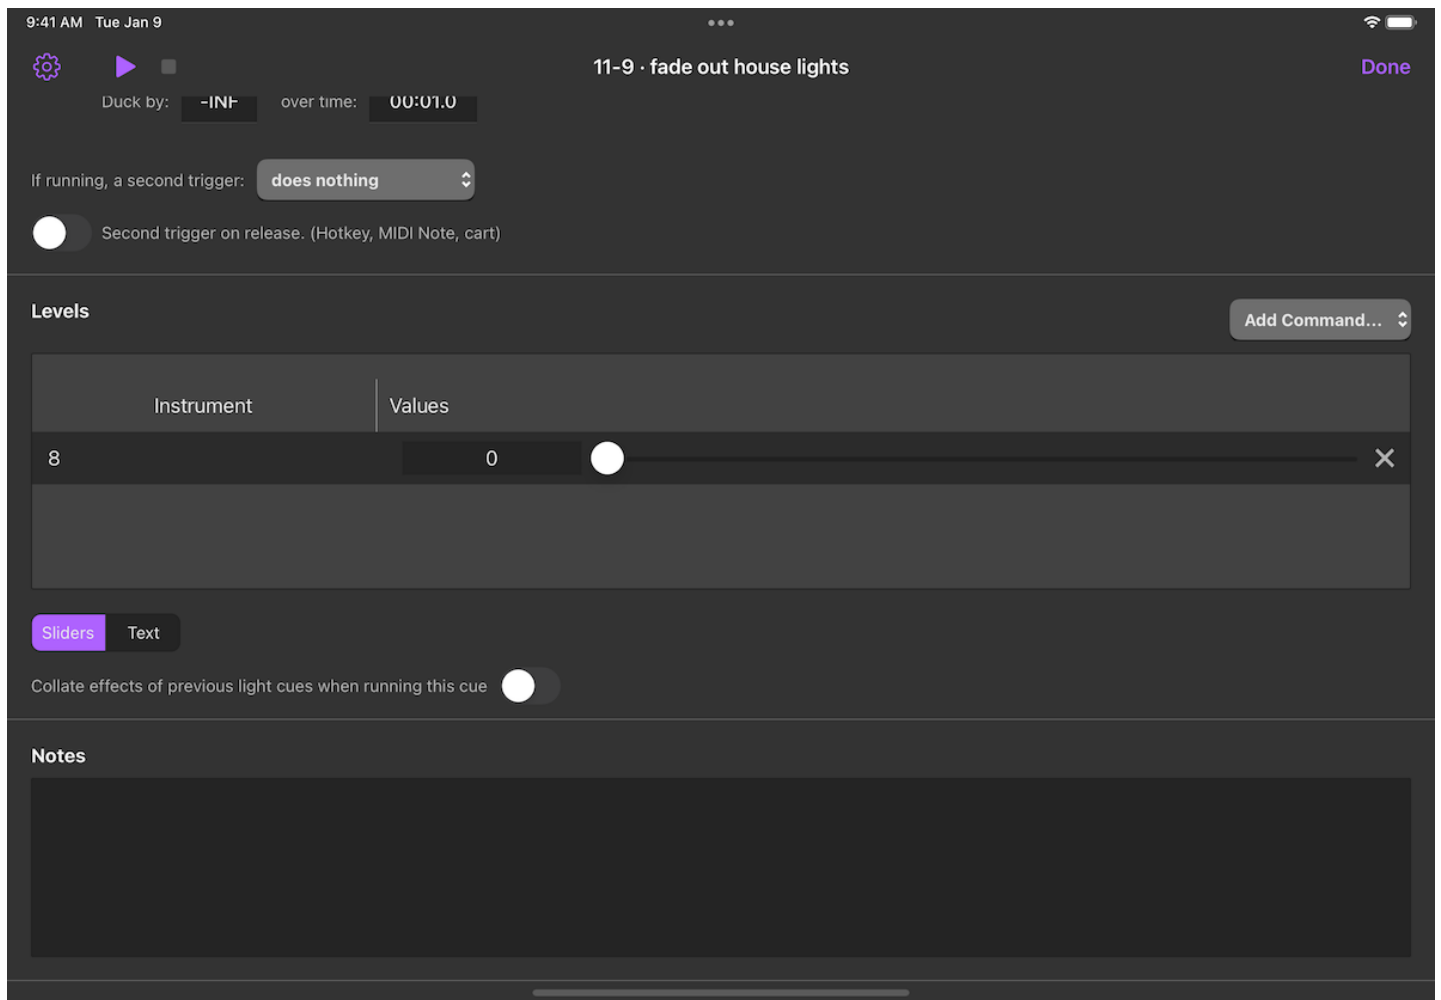 9:41 AM Tue Jan 9
11-9 · fade out house lights
Done
Duck by: -INF over time: 00:01.0
If running, a second trigger: does nothing
Second trigger on release. (Hotkey, MIDI Note, cart)
Levels
Add Command...
Instrument Values
8 0
Sliders Text
Collate effects of previous light cues when running this cue
Notes